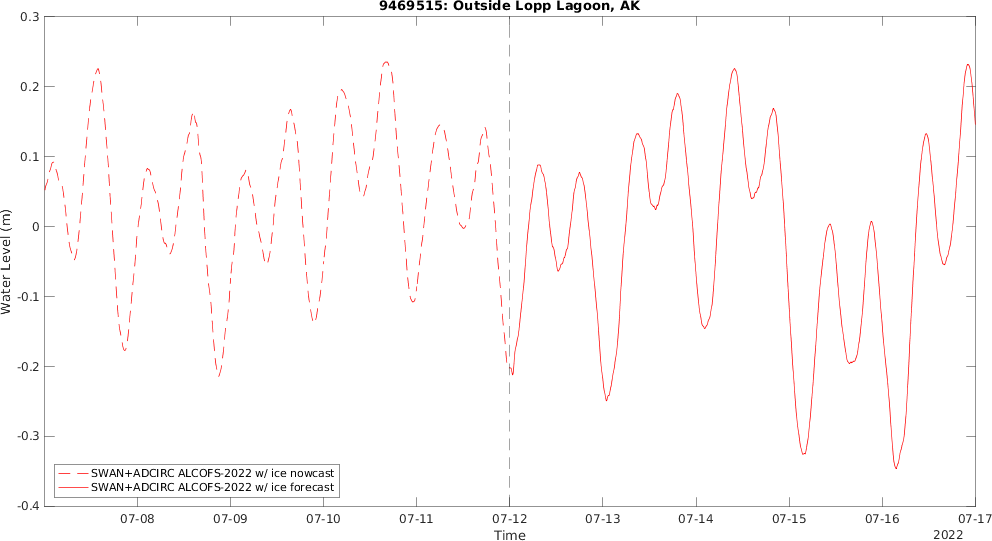 9469515: Outside Lopp Lagoon, AK
0.3
0.2
0.1
0
-0.1
-0.2
-0.3
-0.4
Water Level (m)
SWAN+ADCIRC ALCOFS-2022 w/ ice nowcast
SWAN+ADCIRC ALCOFS-2022 w/ ice forecast
07-08 07-09 07-10 07-11 07-12 07-13 07-14 07-15 07-16 07-17
Time
2022